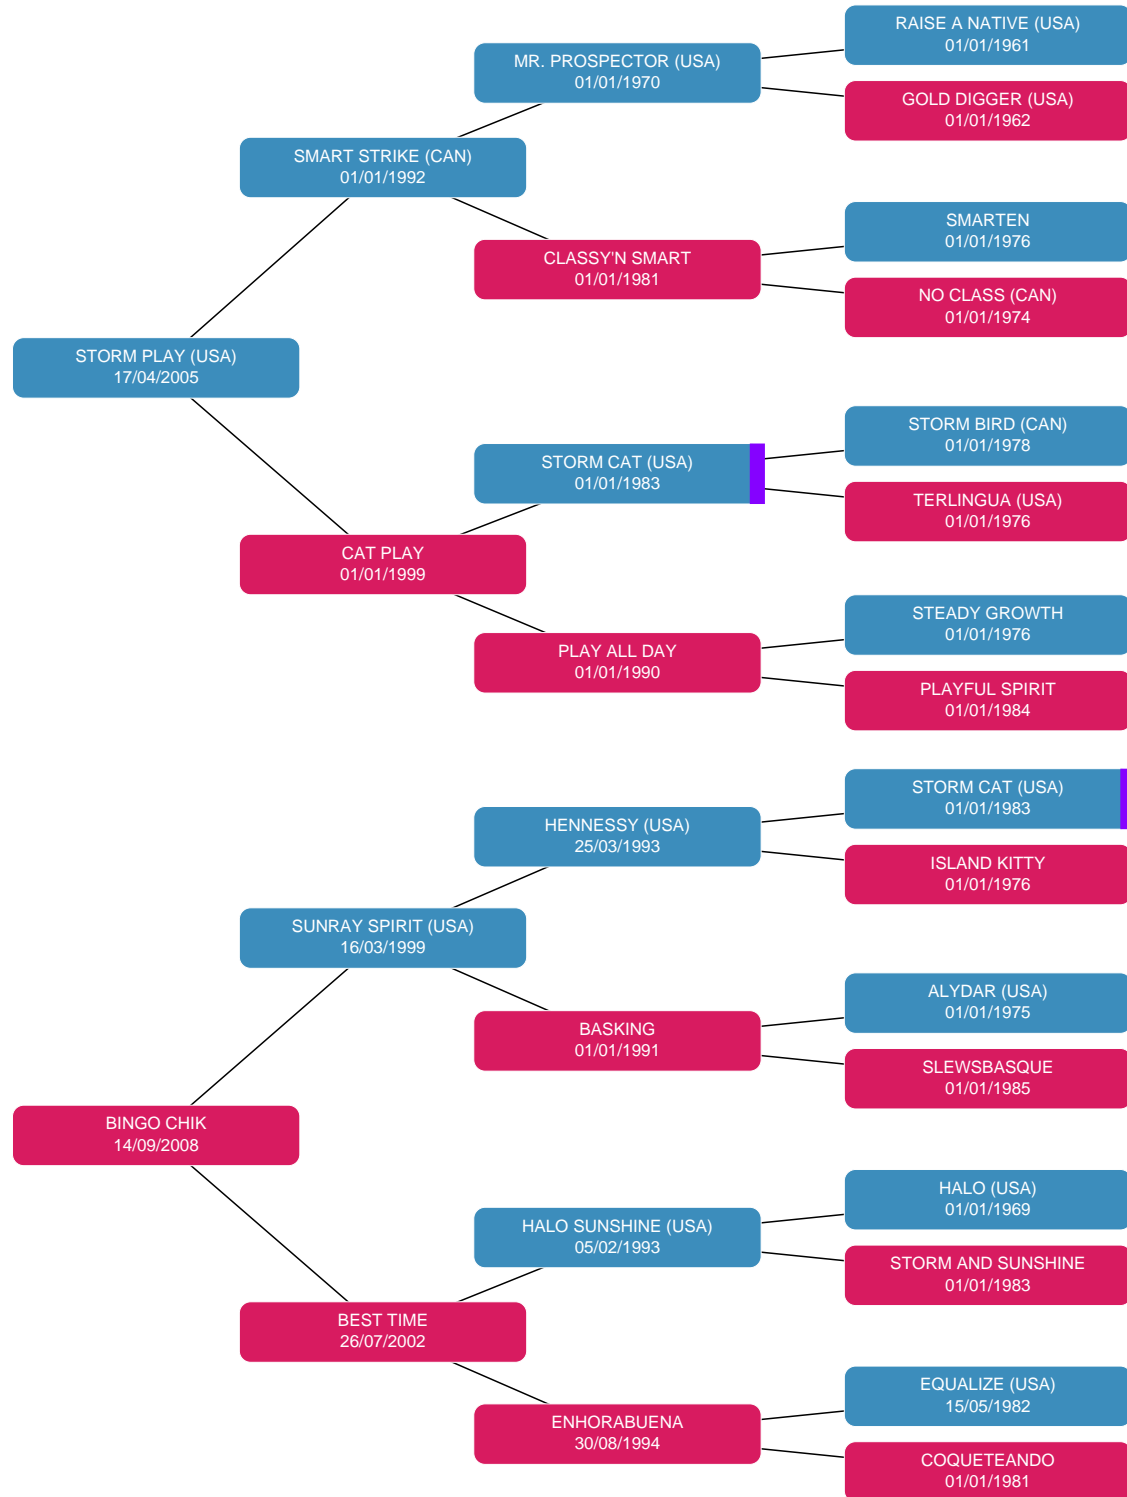 RAISE A NATIVE (USA)
01/01/1961
MR. PROSPECTOR (USA)
01/01/1970
GOLD DIGGER (USA)
01/01/1962
SMART STRIKE (CAN)
01/01/1992
SMARTEN
01/01/1976
CLASSY'N SMART
01/01/1981
NO CLASS (CAN)
01/01/1974
STORM PLAY (USA)
17/04/2005
STORM BIRD (CAN)
01/01/1978
STORM CAT (USA)
01/01/1983
TERLINGUA (USA)
01/01/1976
CAT PLAY
01/01/1999
STEADY GROWTH
01/01/1976
PLAY ALL DAY
01/01/1990
PLAYFUL SPIRIT
01/01/1984
STORM CAT (USA)
01/01/1983
HENNESSY (USA)
25/03/1993
ISLAND KITTY
01/01/1976
SUNRAY SPIRIT (USA)
16/03/1999
ALYDAR (USA)
01/01/1975
BASKING
01/01/1991
SLEWSBASQUE
01/01/1985
BINGO CHIK
14/09/2008
HALO (USA)
01/01/1969
HALO SUNSHINE (USA)
05/02/1993
STORM AND SUNSHINE
01/01/1983
BEST TIME
26/07/2002
EQUALIZE (USA)
15/05/1982
ENHORABUENA
30/08/1994
COQUETEANDO
01/01/1981